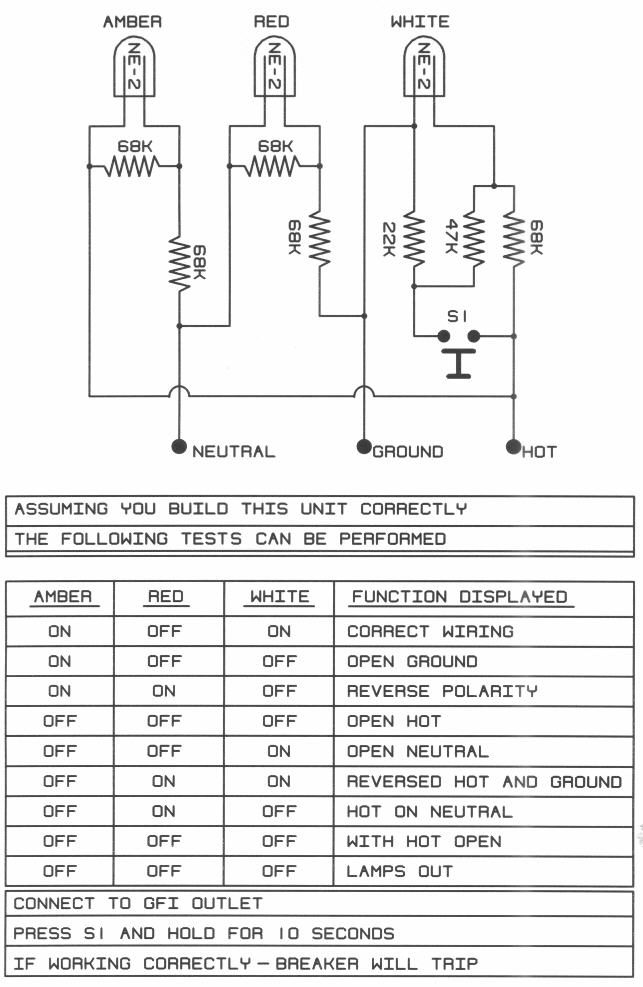 AMBER RED WHITE
NE-2 NE-2 NE-2
68K 68K
68K 68K 22K 47K 68K
S1
NEUTRAL GROUND HOT
ASSUMING YOU BUILD THIS UNIT CORRECTLY
THE FOLLOWING TESTS CAN BE PERFORMED
AMBER RED WHITE FUNCTION DISPLAYED
ON OFF ON CORRECT WIRING
ON OFF OFF OPEN GROUND
ON ON OFF REVERSE POLARITY
OFF OFF OFF OPEN HOT
OFF OFF ON OPEN NEUTRAL
OFF ON ON REVERSED HOT AND GROUND
OFF ON OFF HOT ON NEUTRAL
OFF OFF OFF WITH HOT OPEN
OFF OFF OFF LAMPS OUT
CONNECT TO GFI OUTLET
PRESS S1 AND HOLD FOR 10 SECONDS
IF WORKING CORRECTLY - BREAKER WILL TRIP